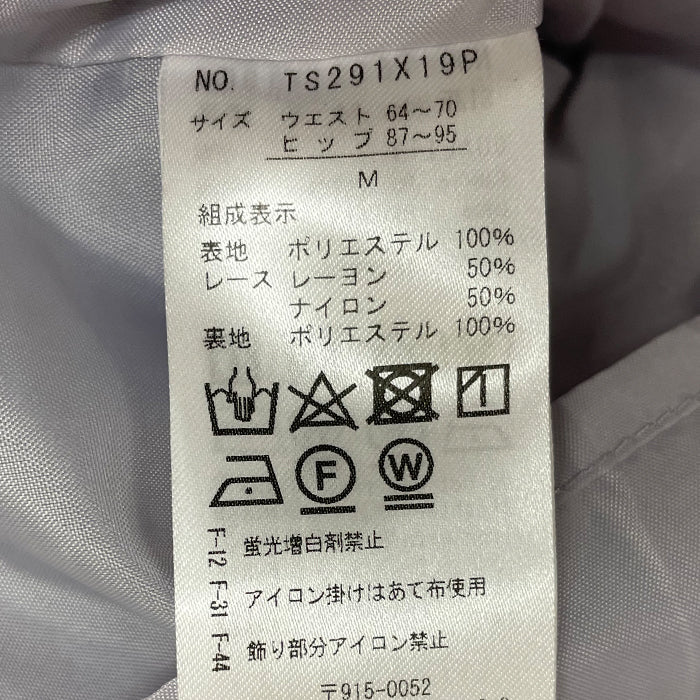 NO. TS291X19P
サイズ ウエスト 64～70
ヒップ 87～95
M
組成表示
表地 ポリエステル 100%
レース レーヨン 50%
ナイロン 50%
裏地 ポリエステル 100%
F
W
F-12 蛍光増白剤禁止
F-31 アイロン掛けはあて布使用
F-44 飾り部分アイロン禁止
〒915-0052